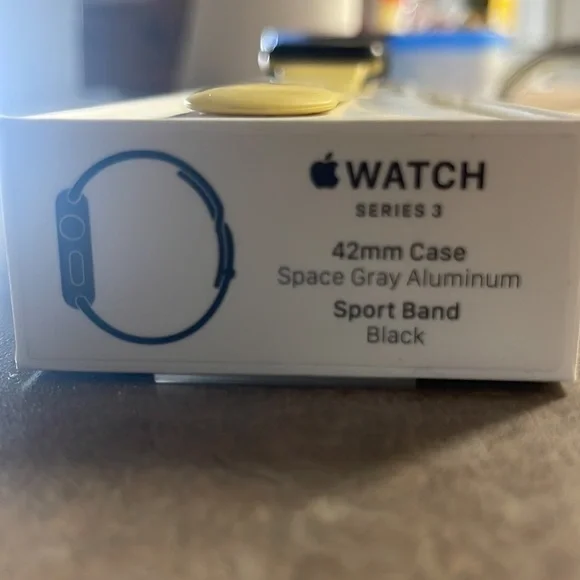 WATCH
SERIES 3
42mm Case
Space Gray Aluminum
Sport Band
Black